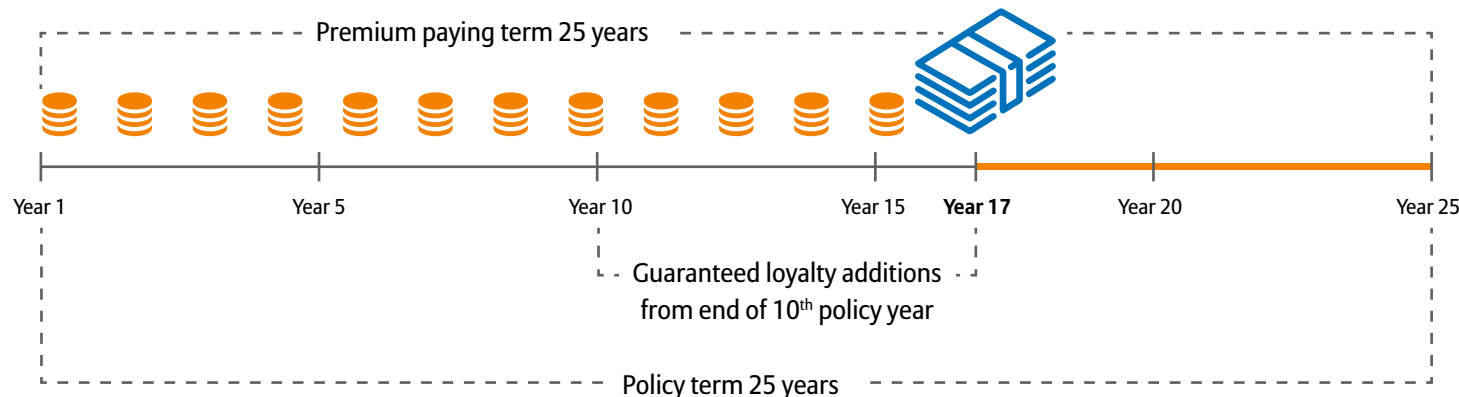 Premium paying term 25 years
Year 1
Year 5
Year 10
Year 15
Year 17
Year 20
Year 25
Guaranteed loyalty additions
from end of 10th policy year
Policy term 25 years